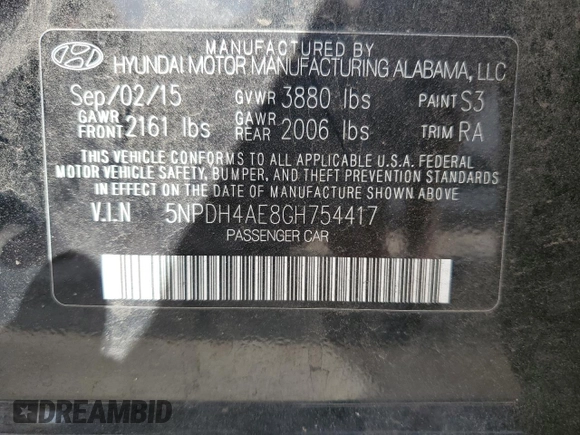 MANUFACTURED BY
HYUNDAI MOTOR MANUFACTURING ALABAMA, LLC
Sep/02/15 GVWR 3880 lbs PAINT S3
GAWR FRONT 2161 lbs GAWR REAR 2006 lbs TRIM RA
THIS VEHICLE CONFORMS TO ALL APPLICABLE U.S.A. FEDERAL
MOTOR VEHICLE SAFETY, BUMPER, AND THEFT PREVENTION
STANDARDS IN EFFECT ON THE DATE OF MANUFACTURE SHOWN
ABOVE.
V.I.N 5NPDH4AE8GH754417
PASSENGER CAR
DREAMBID